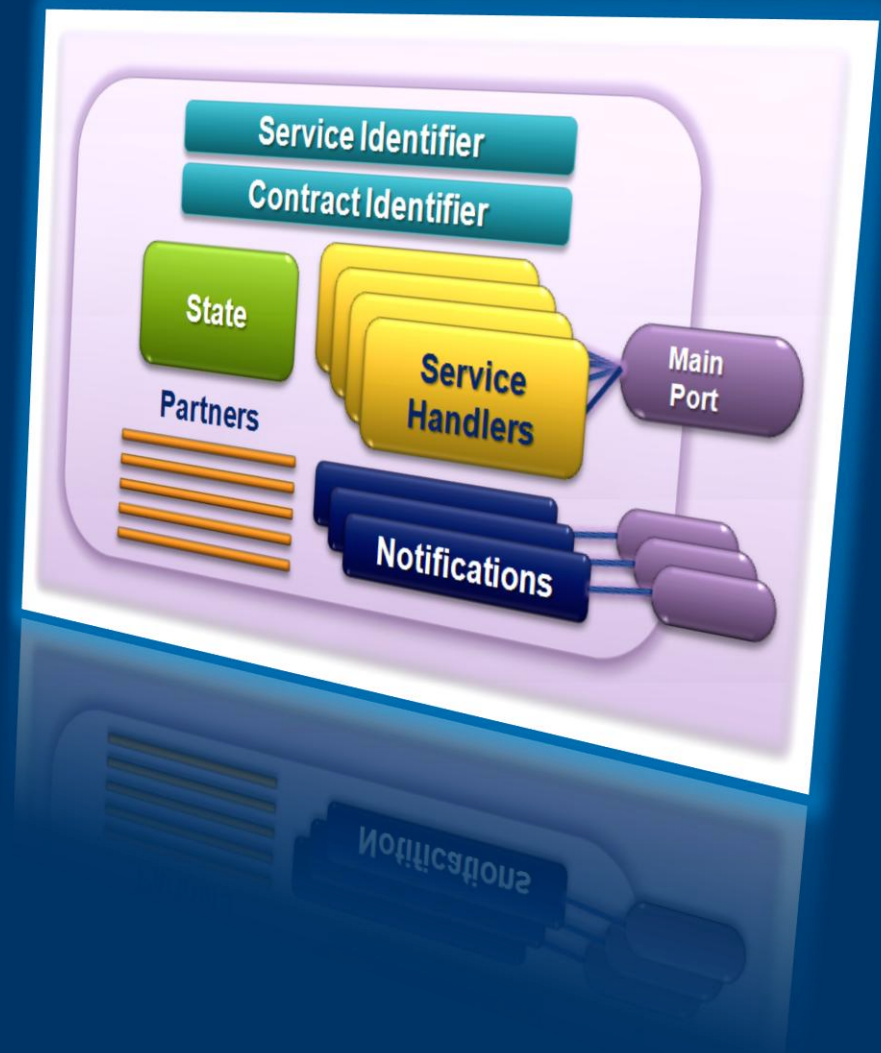 Service Identifier
Contract Identifier
State
Service
Handlers
Main
Port
Partners
Notifications
Notifications